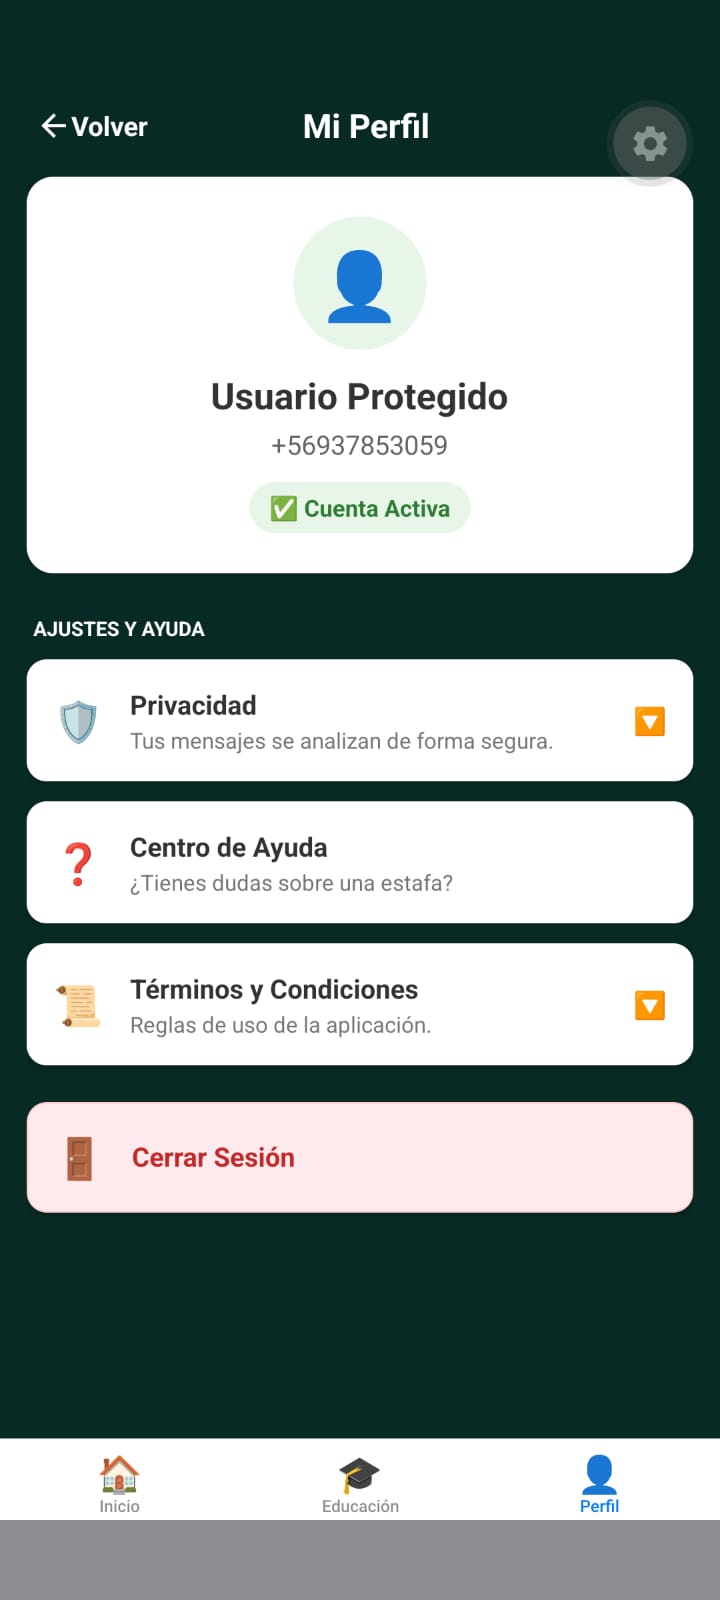 Volver
Mi Perfil
Usuario Protegido
+56937853059
✅ Cuenta Activa
AJUSTES Y AYUDA
Privacidad
Tus mensajes se analizan de forma segura.
Centro de Ayuda
¿Tienes dudas sobre una estafa?
Términos y Condiciones
Reglas de uso de la aplicación.
Cerrar Sesión
Inicio
Educación
Perfil